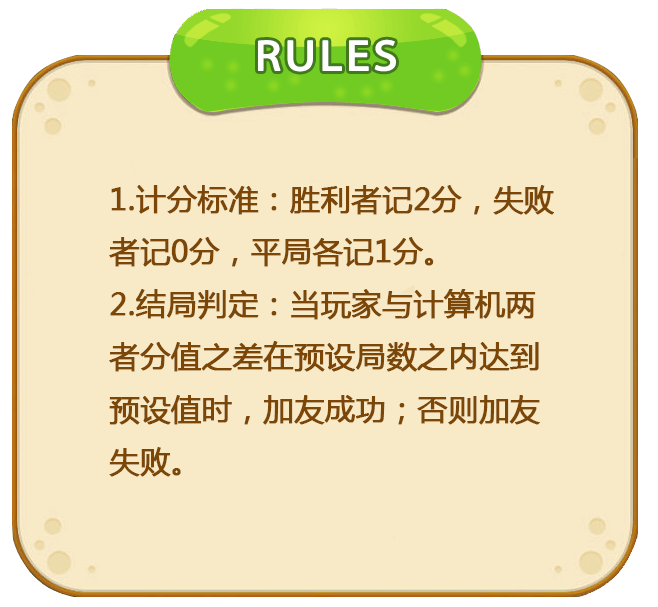 RULES
1.计分标准：胜利者记2分，失败
者记0分，平局各记1分。
2.结局判定：当玩家与计算机两
者分值之差在预设局数之内达到
预设值时，加友成功；否则加友
失败。